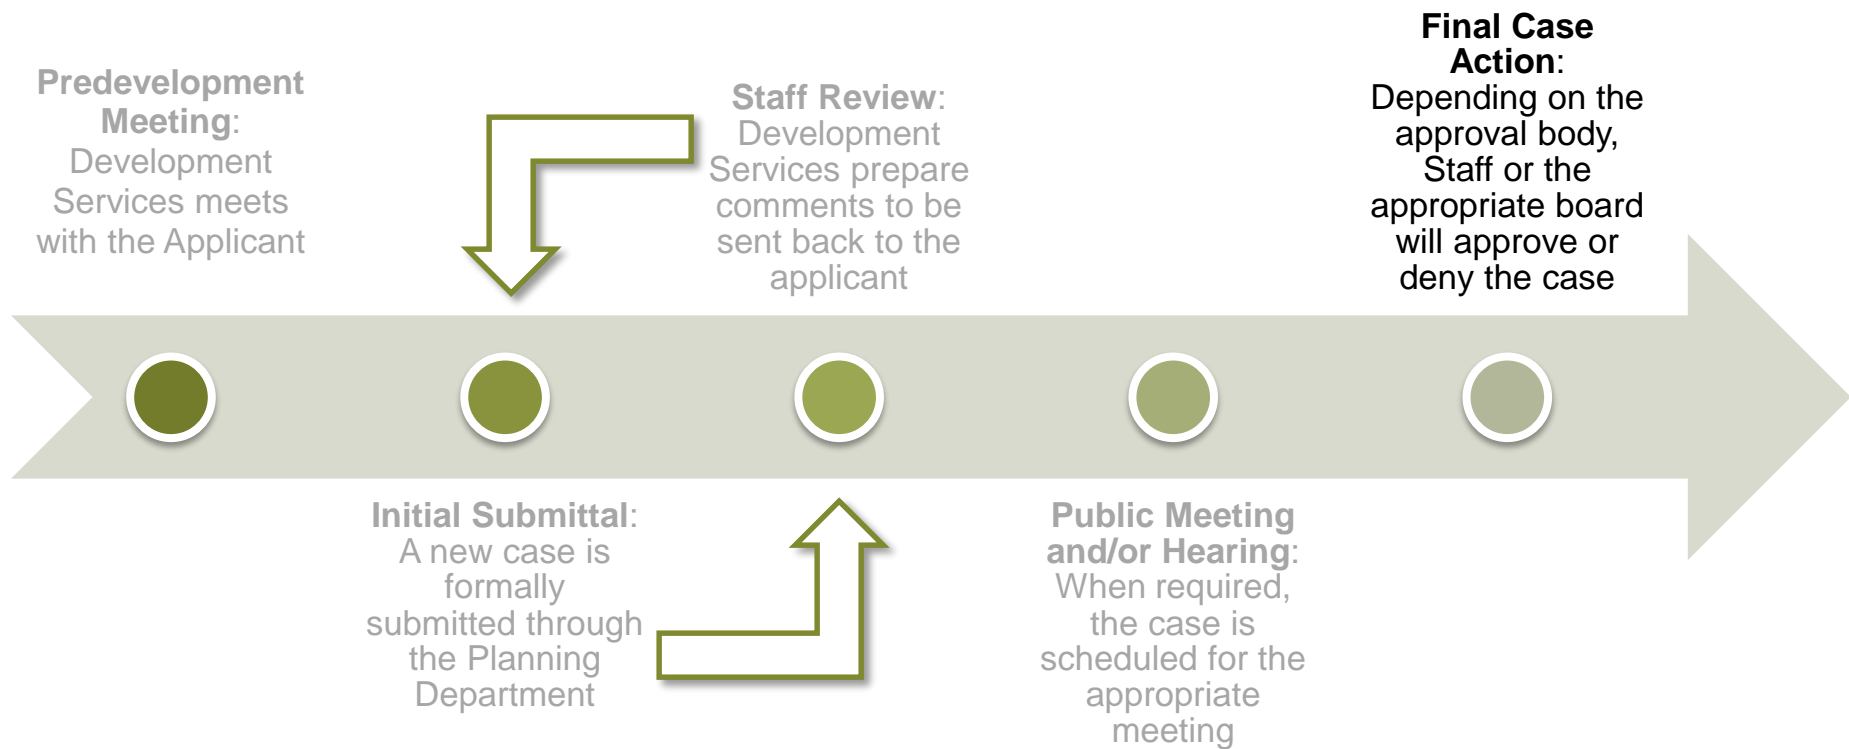 Predevelopment
Meeting:
Development
Services meets
with the Applicant
Initial Submittal:
A new case is
formally
submitted through
the Planning
Department
Staff Review:
Development
Services prepare
comments to be
sent back to the
applicant
Public Meeting
and/or Hearing:
When required,
the case is
scheduled for the
appropriate
meeting
Final Case
Action:
Depending on the
approval body,
Staff or the
appropriate board
will approve or
deny the case